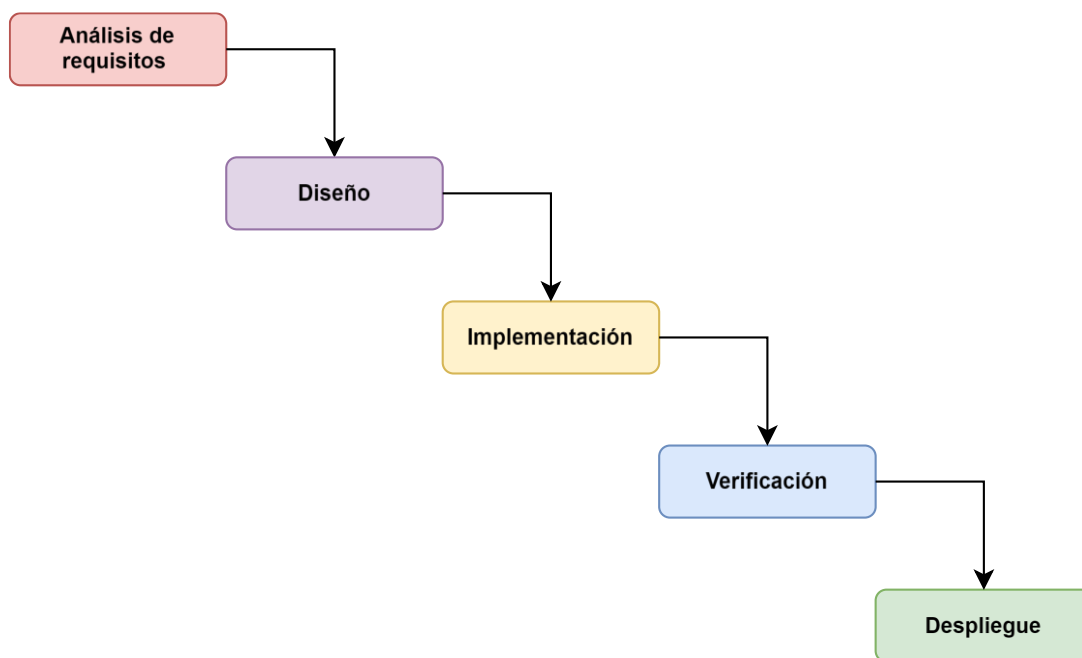 Análisis de
requisitos
Diseño
Implementación
Verificación
Despliegue